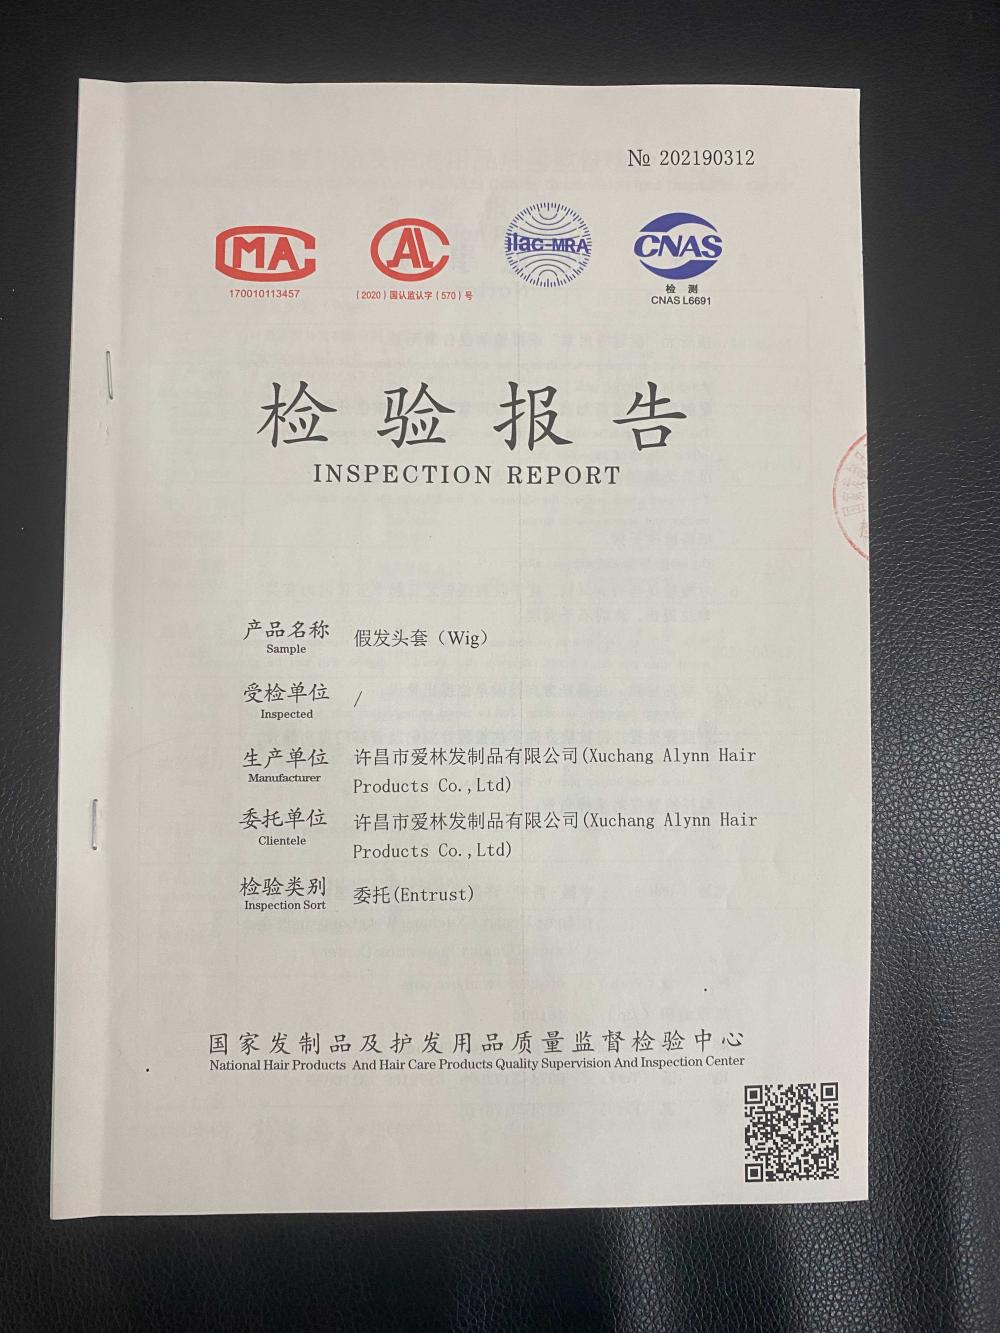 № 202190312
MA
170010113457
AL
(2020)国认监认字(570)号
ilac-MRA
CNAS
检 测
CNAS L6691
检验报告
INSPECTION REPORT
产品名称 假发头套（Wig）
Sample
受检单位 /
Inspected
生产单位 许昌市爱林发制品有限公司(Xuchang Alynn Hair
Manufacturer Products Co.,Ltd)
委托单位 许昌市爱林发制品有限公司(Xuchang Alynn Hair
Clientele Products Co.,Ltd)
检验类别 委托(Entrust)
Inspection Sort
国家发制品及护发用品质量监督检验中心
National Hair Products And Hair Care Products Quality Supervision And Inspection Center